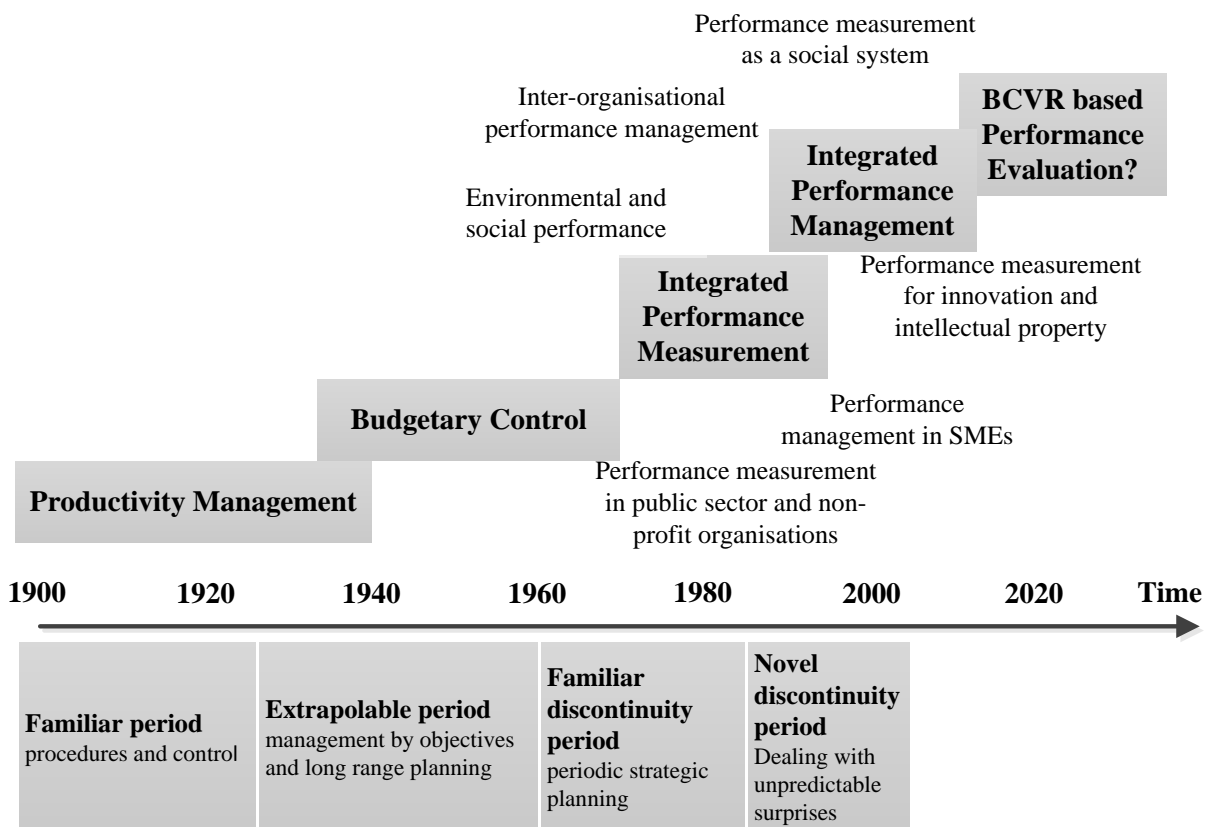 Performance measurement
as a social system
Inter-organisational
performance management
BCVR based
Performance
Evaluation?
Integrated
Performance
Management
Environmental and
social performance
Performance measurement
for innovation and
intellectual property
Integrated
Performance
Measurement
Budgetary Control
Performance
management in SMEs
Productivity Management
Performance measurement
in public sector and non-
profit organisations
1900 1920 1940 1960 1980 2000 2020 Time
Familiar period
procedures and control
Extrapolable period
management by objectives
and long range planning
Familiar
discontinuity
period
periodic strategic
planning
Novel
discontinuity
period
Dealing with
unpredictable
surprises